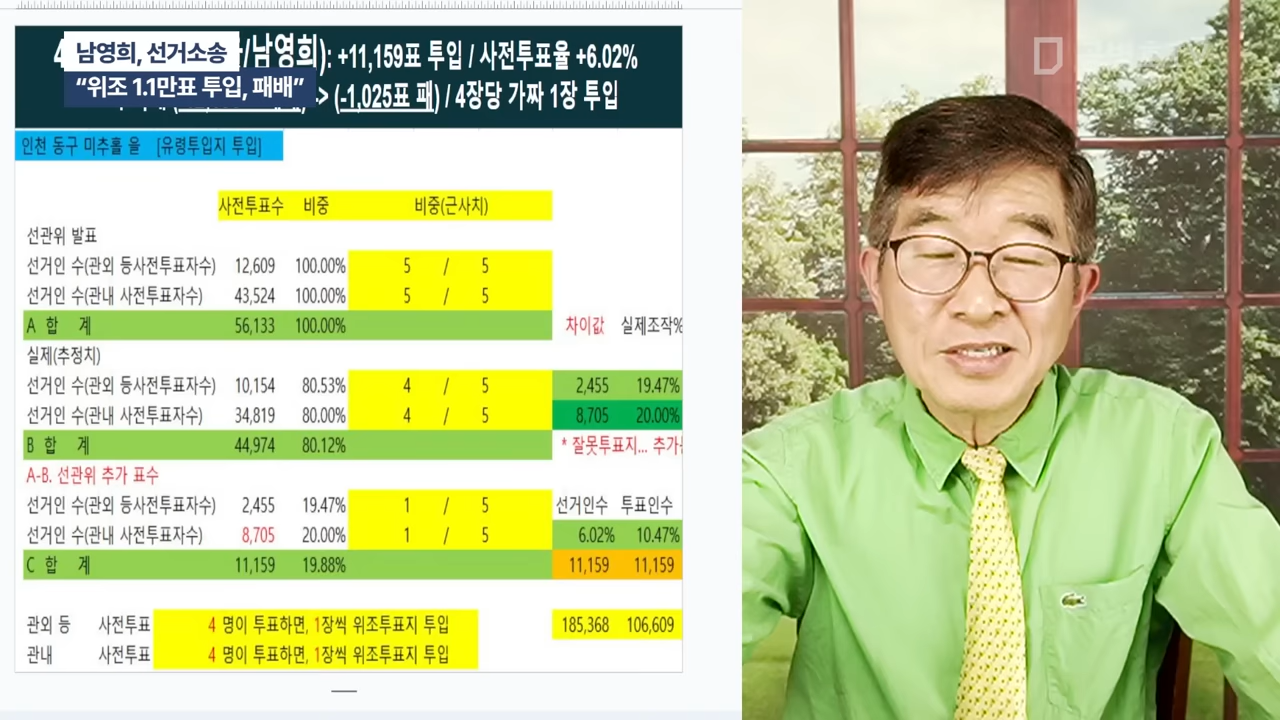 /남영희): +11,159표 투입 / 사전투표율 +6.02%
남영희, 선거소송
“위조 1.1만표 투입, 패배”
(-1,025표 패) / 4장당 가짜 1장 투입
인천 동구 미추홀 을 [유령투입지 투입]
사전투표수 비중 비중(근사치)
선관위 발표
선거인 수(관외 등사전투표자수) 12,609 100.00% 5 / 5
선거인 수(관내 사전투표자수) 43,524 100.00% 5 / 5
A 합 계 56,133 100.00% 차이값 실제조작%
실제(추정치)
선거인 수(관외 등사전투표자수) 10,154 80.53% 4 / 5 2,455 19.47%
선거인 수(관내 사전투표자수) 34,819 80.00% 4 / 5 8,705 20.00%
B 합 계 44,974 80.12% * 잘못투표지... 추가
A-B. 선관위 추가 표수
선거인 수(관외 등사전투표자수) 2,455 19.47% 1 / 5 선거인수 투표인수
선거인 수(관내 사전투표자수) 8,705 20.00% 1 / 5 6.02% 10.47%
C 합 계 11,159 19.88% 11,159 11,159
관외 등 사전투표 4 명이 투표하면, 1장씩 위조투표지 투입 185,368 106,609
관내 사전투표 4 명이 투표하면, 1장씩 위조투표지 투입